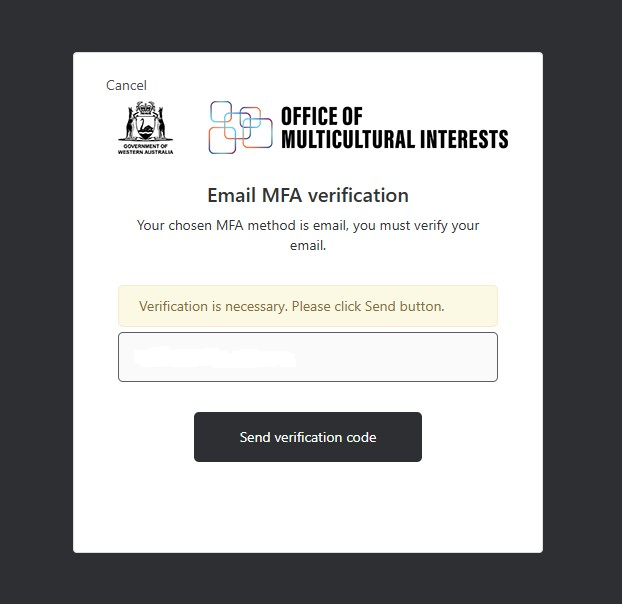 Cancel
GOVERNMENT OF
WESTERN AUSTRALIA
OFFICE OF
MULTICULTURAL INTERESTS
Email MFA verification
Your chosen MFA method is email, you must verify your
email.
Verification is necessary. Please click Send button.
Send verification code